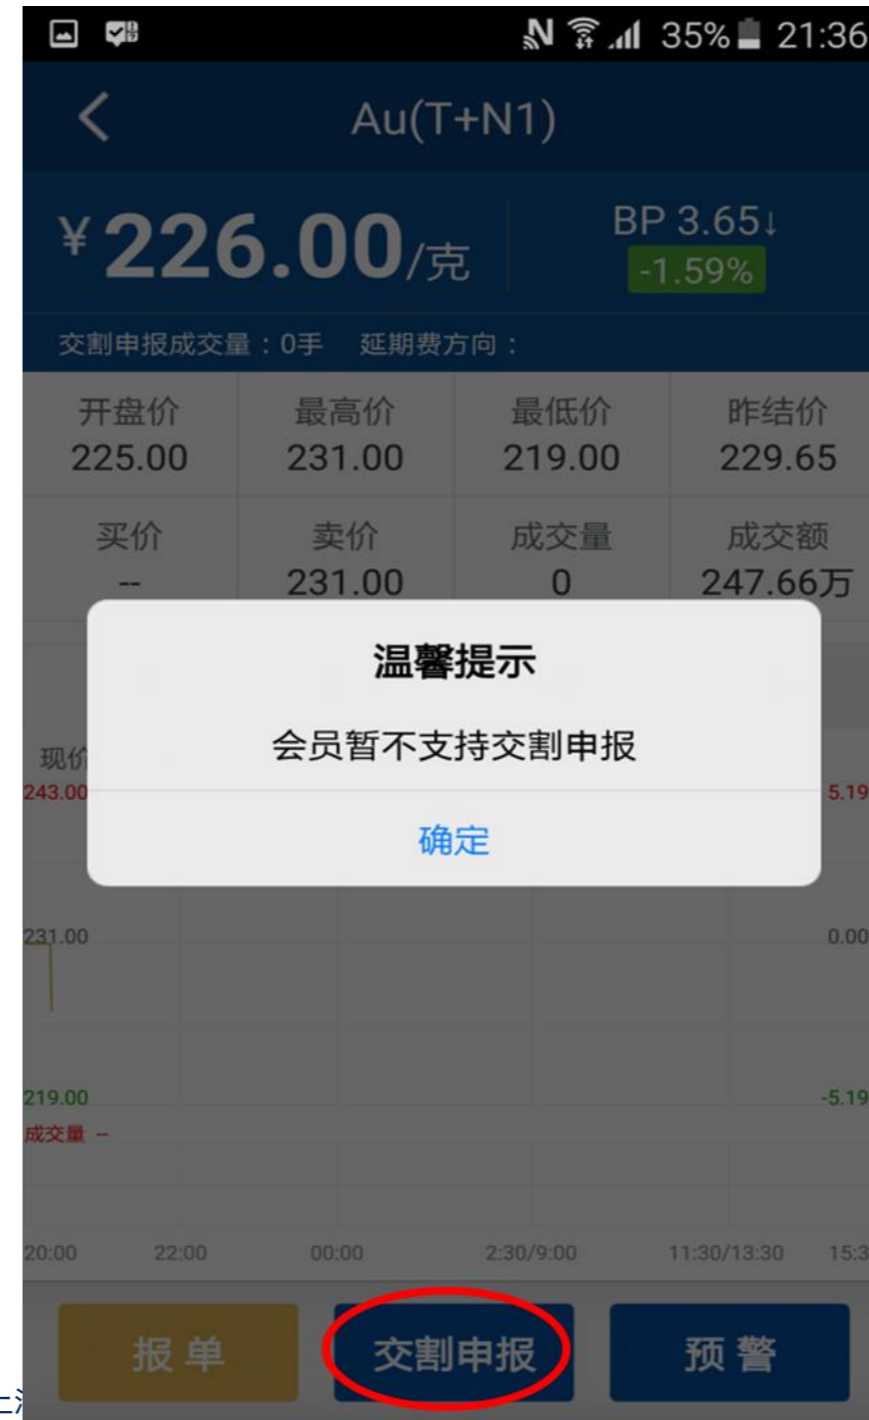 35% 21:36
Au(T+N1)
¥226.00/克
BP 3.65↓
-1.59%
交割申报成交量：0手 延期费方向：
开盘价 最高价 最低价 昨结价
225.00 231.00 219.00 229.65
买价 卖价 成交量 成交额
-- 231.00 0 247.66万
温馨提示
会员暂不支持交割申报
确定
现价
243.00 5.19
231.00 0.00
219.00 -5.19
成交量 --
20:00 22:00 00:00 2:30/9:00 11:30/13:30 15:3
报单 交割申报 预警
上